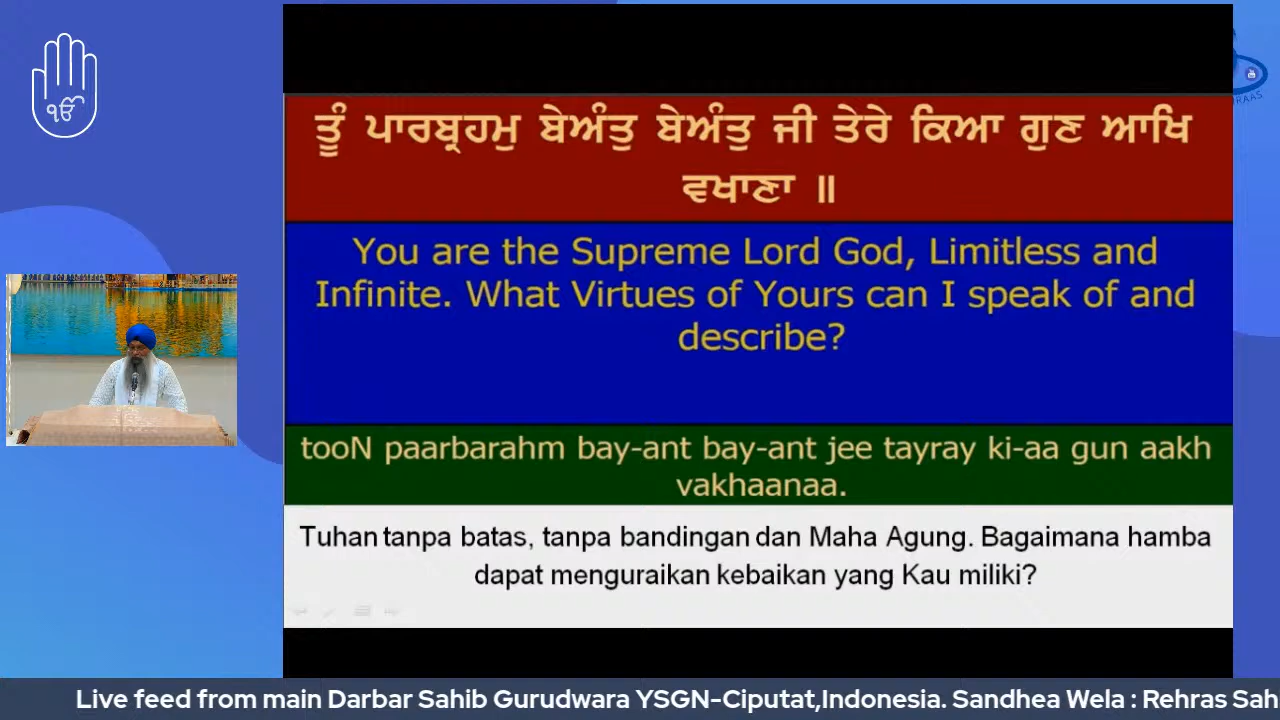 ੴ
ਤੂੰ ਪਾਰਬ੍ਰਹਮੁ ਬੇਅੰਤੁ ਬੇਅੰਤੁ ਜੀ ਤੇਰੇ ਕਿਆ ਗੁਣ ਆਖਿ
ਵਖਾਣਾ ॥
You are the Supreme Lord God, Limitless and
Infinite. What Virtues of Yours can I speak of and
describe?
tooN paarbarahm bay-ant bay-ant jee tayray ki-aa gun aakh
vakhaanaa.
Tuhan tanpa batas, tanpa bandingan dan Maha Agung. Bagaimana hamba
dapat menguraikan kebaikan yang Kau miliki?
Live feed from main Darbar Sahib Gurudwara YSGN-Ciputat,Indonesia. Sandhea Wela : Rehras Sah